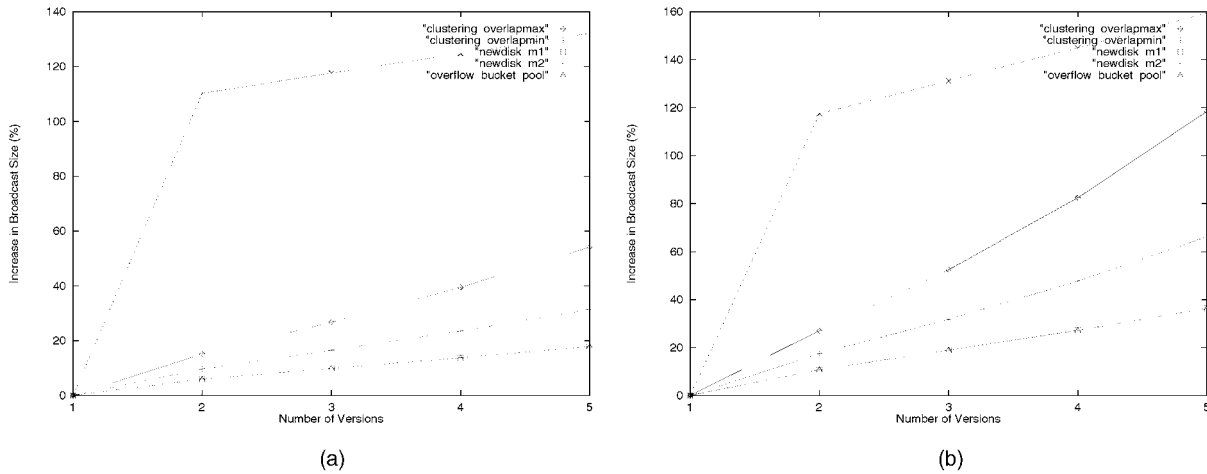 140
120
100
80
60
40
20
0
1
2
3
4
5
Increase in Broadcast Size (%)
Number of Versions
"clustering overlapmax"
"clustering overlapmin"
"newdisk m1"
"newdisk m2"
"overflow bucket pool"
(a)
160
140
120
100
80
60
40
20
0
1
2
3
4
5
Increase in Broadcast Size (%)
Number of Versions
"clustering overlapmax"
"clustering overlapmin"
"newdisk m1"
"newdisk m2"
"overflow bucket pool"
(b)